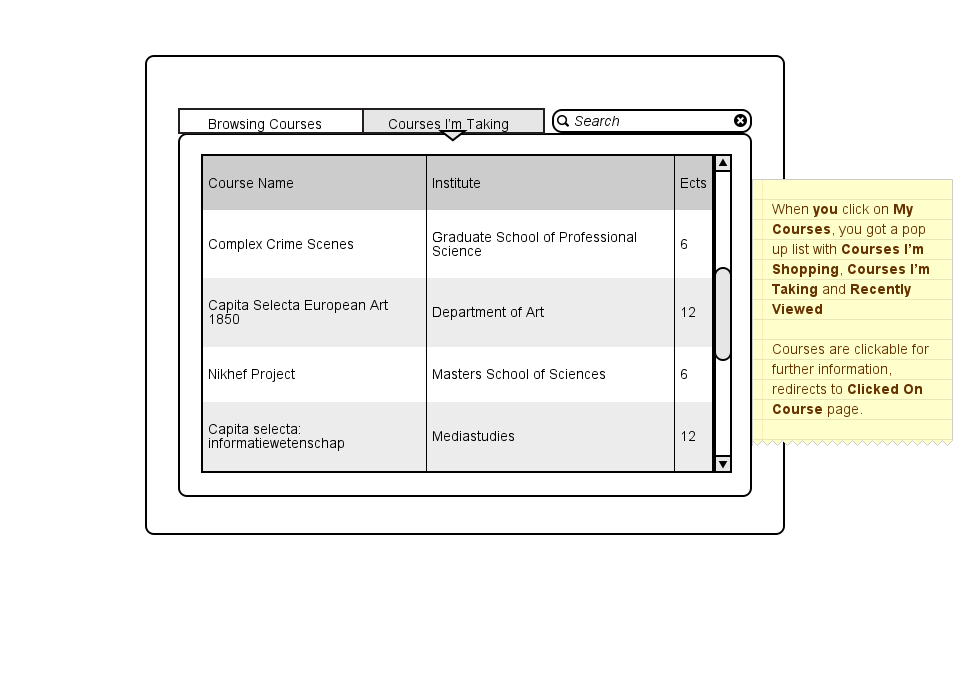 Browsing Courses
Courses I'm Taking
Search
Course Name
Institute
Ects
Complex Crime Scenes
Graduate School of Professional
Science
6
Capita Selecta European Art
1850
Department of Art
12
Nikhef Project
Masters School of Sciences
6
Capita selecta:
informatiewetenschap
Mediastudies
12
When you click on My
Courses, you got a pop
up list with Courses I'm
Shopping, Courses I'm
Taking and Recently
Viewed
Courses are clickable for
further information,
redirects to Clicked On
Course page.